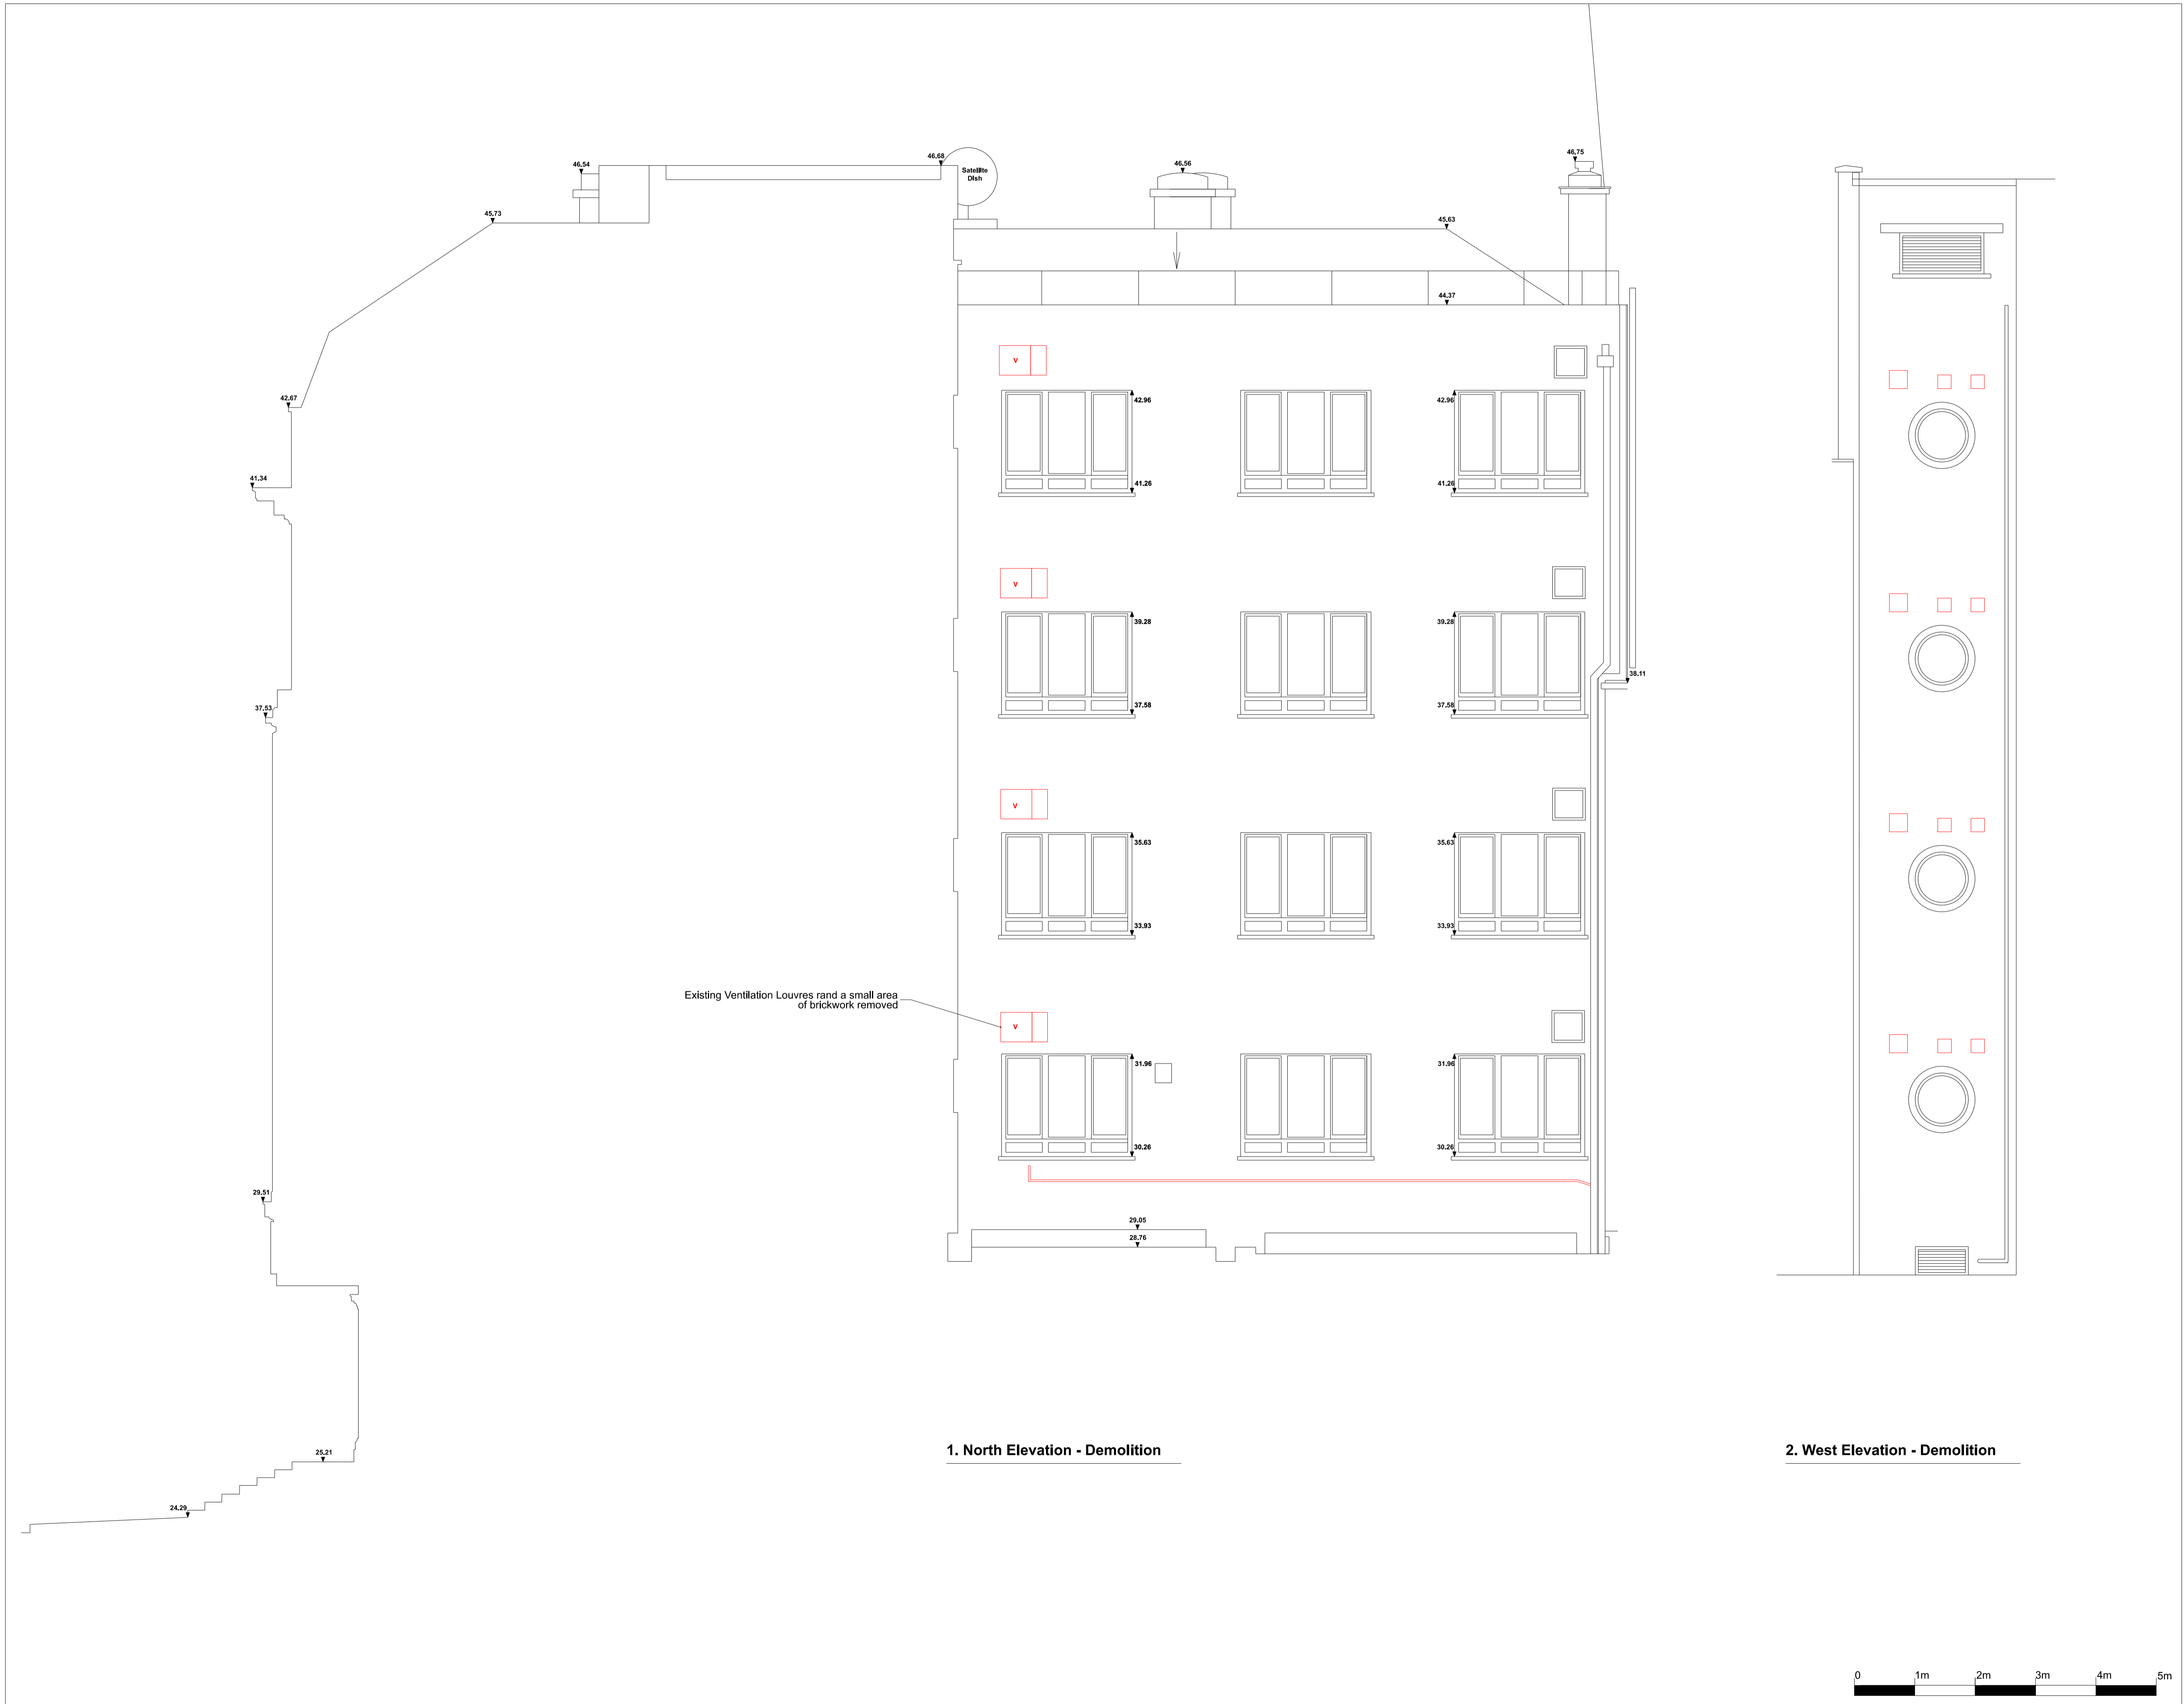 46.54
46.68
Satellite
Dish
46.56
46.75
45.73
45.63
44.37
V
42.67
42.96
42.96
41.34
41.26
41.26
V
39.28
39.28
38.11
37.53
37.58
37.58
V
35.63
35.63
33.93
33.93
Existing Ventilation Louvres rand a small area
of brickwork removed
V
31.96
31.96
30.26
30.26
29.51
29.05
28.76
25.21
24.29
1. North Elevation - Demolition
2. West Elevation - Demolition
0 1m 2m 3m 4m 5m